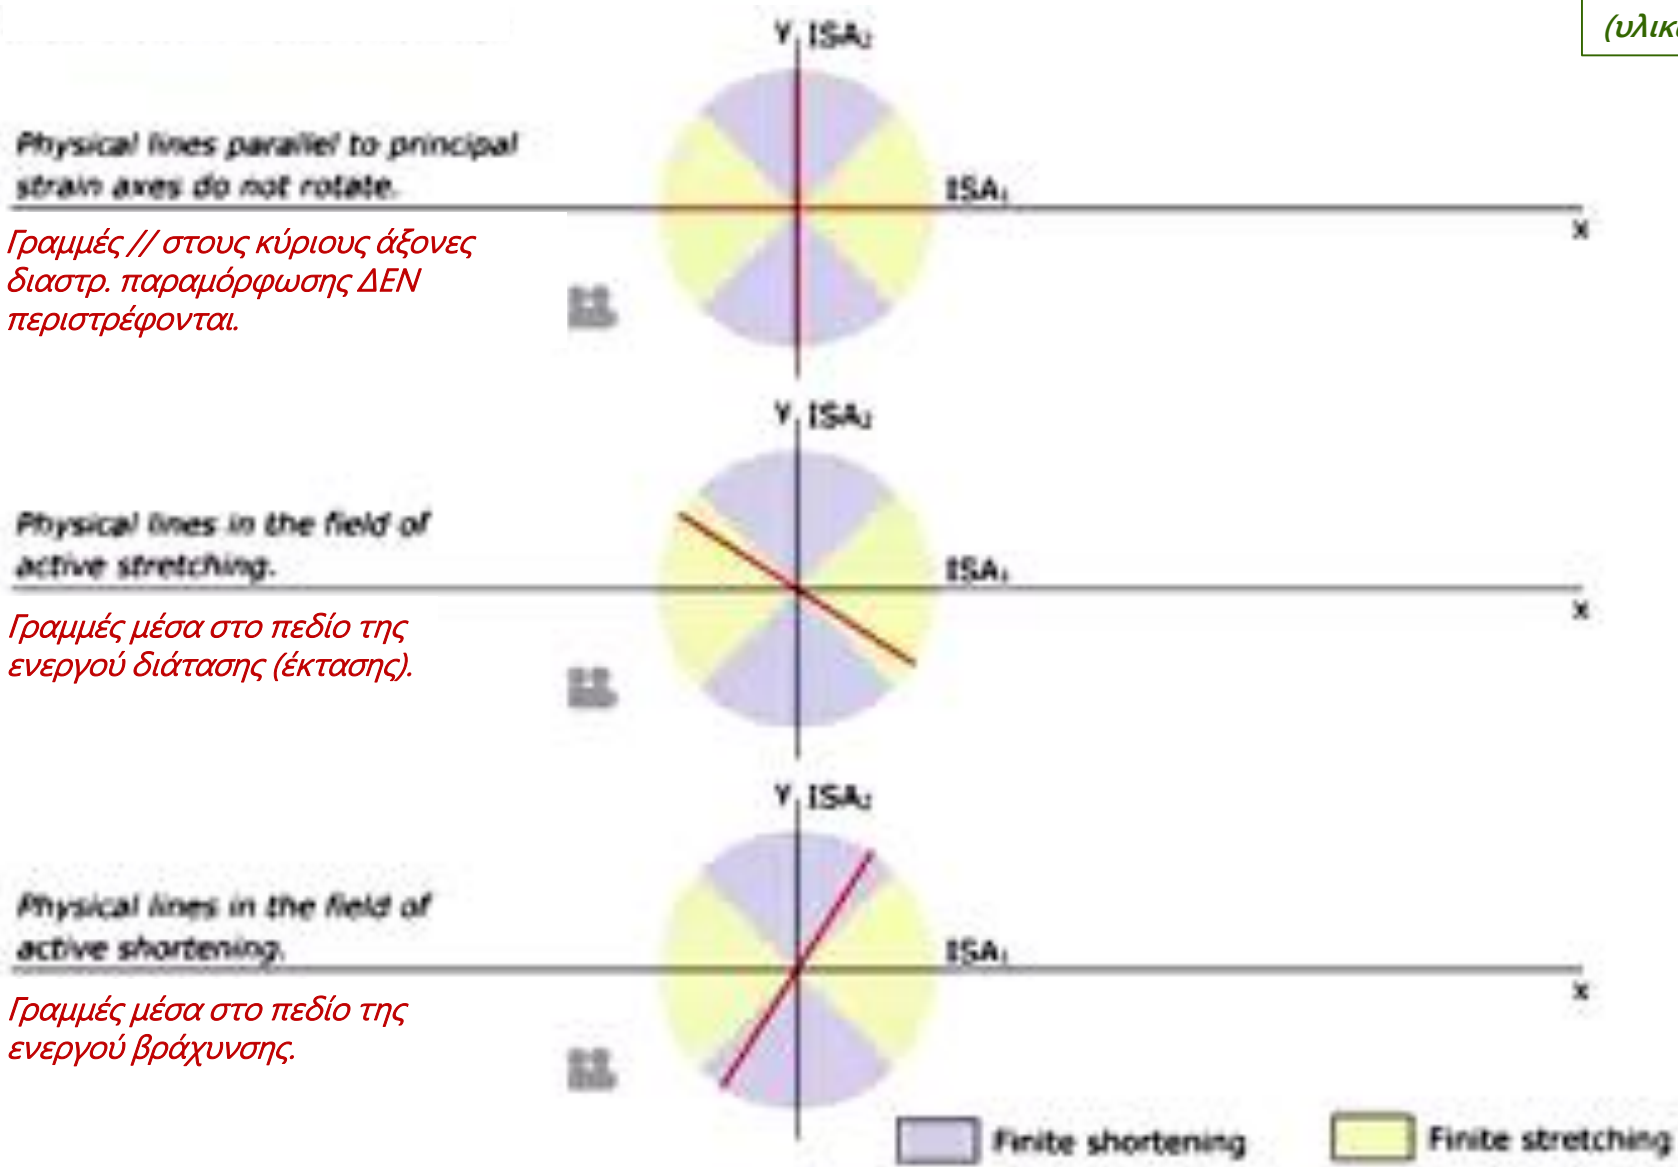 (υλικ
Y, ISA₂
Physical lines parallel to principal
strain axes do not rotate.
ISA₁
x
Γραμμές // στους κύριους άξονες
διαστρ. παραμόρφωσης ΔΕΝ
περιστρέφονται.
Y, ISA₂
Physical lines in the field of
active stretching.
ISA₁
x
Γραμμές μέσα στο πεδίο της
ενεργού διάτασης (έκτασης).
Y, ISA₂
Physical lines in the field of
active shortening.
ISA₁
x
Γραμμές μέσα στο πεδίο της
ενεργού βράχυνσης.
Finite shortening
Finite stretching